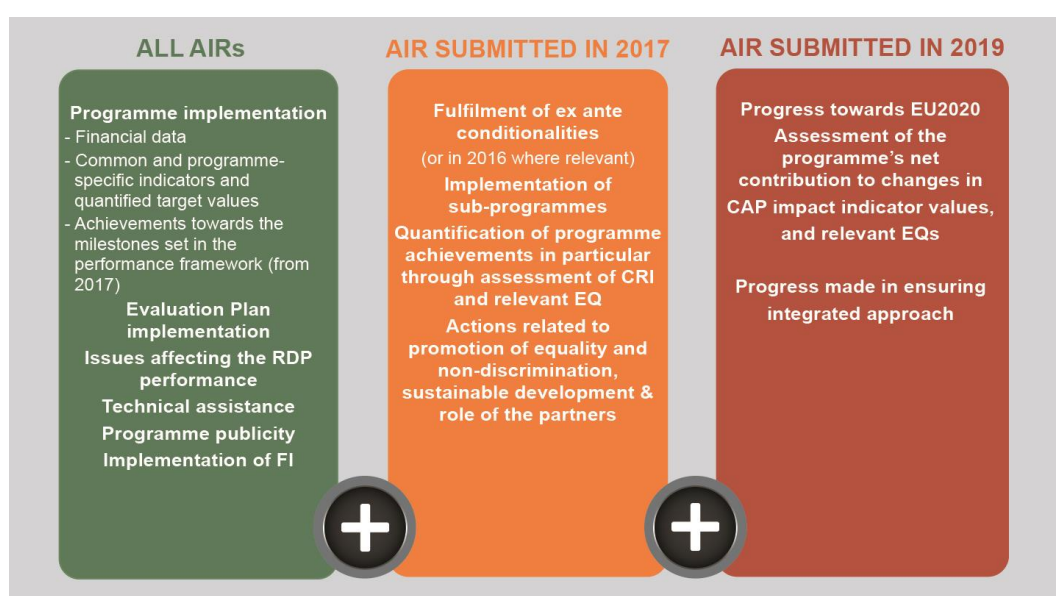 ALL AIRs
Programme implementation
- Financial data
- Common and programme-
specific indicators and
quantified target values
- Achievements towards the
milestones set in the
performance framework (from
2017)
Evaluation Plan
implementation
Issues affecting the RDP
performance
Technical assistance
Programme publicity
Implementation of FI
AIR SUBMITTED IN 2017
Fulfilment of ex ante
conditionalities
(or in 2016 where relevant)
Implementation of
sub-programmes
Quantification of programme
achievements in particular
through assessment of CRI
and relevant EQ
Actions related to
promotion of equality and
non-discrimination,
sustainable development &
role of the partners
AIR SUBMITTED IN 2019
Progress towards EU2020
Assessment of the
programme’s net
contribution to changes in
CAP impact indicator values,
and relevant EQs
Progress made in ensuring
integrated approach